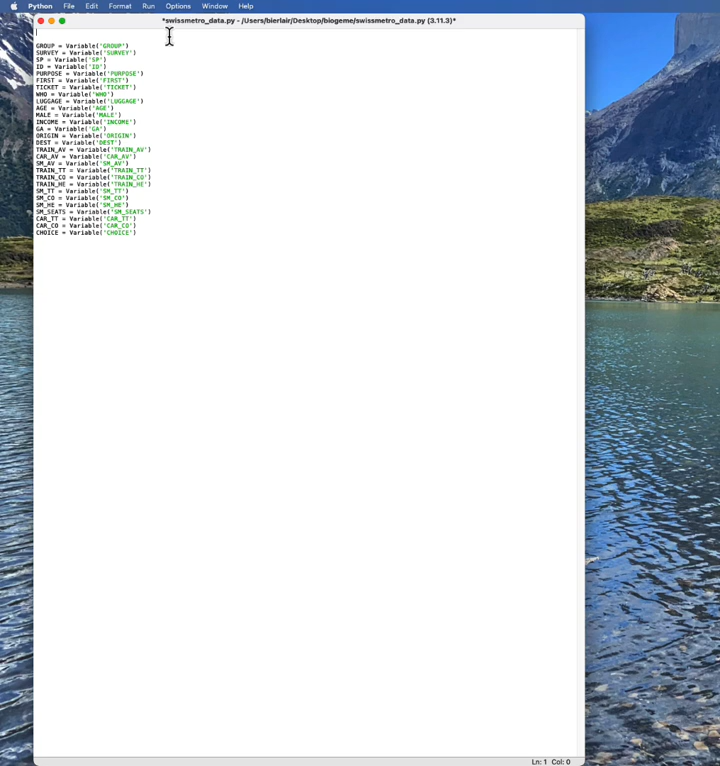 Python File Edit Format Run Options Window Help
*swissmetro_data.py - /Users/bierlair/Desktop/biogeme/swissmetro_data.py (3.11.3)*
GROUP = Variable('GROUP')
SURVEY = Variable('SURVEY')
SP = Variable('SP')
ID = Variable('ID')
PURPOSE = Variable('PURPOSE')
FIRST = Variable('FIRST')
TICKET = Variable('TICKET')
WHO = Variable('WHO')
LUGGAGE = Variable('LUGGAGE')
AGE = Variable('AGE')
MALE = Variable('MALE')
INCOME = Variable('INCOME')
GA = Variable('GA')
ORIGIN = Variable('ORIGIN')
DEST = Variable('DEST')
TRAIN_AV = Variable('TRAIN_AV')
CAR_AV = Variable('CAR_AV')
SM_AV = Variable('SM_AV')
TRAIN_TT = Variable('TRAIN_TT')
TRAIN_CO = Variable('TRAIN_CO')
TRAIN_HE = Variable('TRAIN_HE')
SM_TT = Variable('SM_TT')
SM_CO = Variable('SM_CO')
SM_HE = Variable('SM_HE')
SM_SEATS = Variable('SM_SEATS')
CAR_TT = Variable('CAR_TT')
CAR_CO = Variable('CAR_CO')
CHOICE = Variable('CHOICE')
Ln: 1 Col: 0